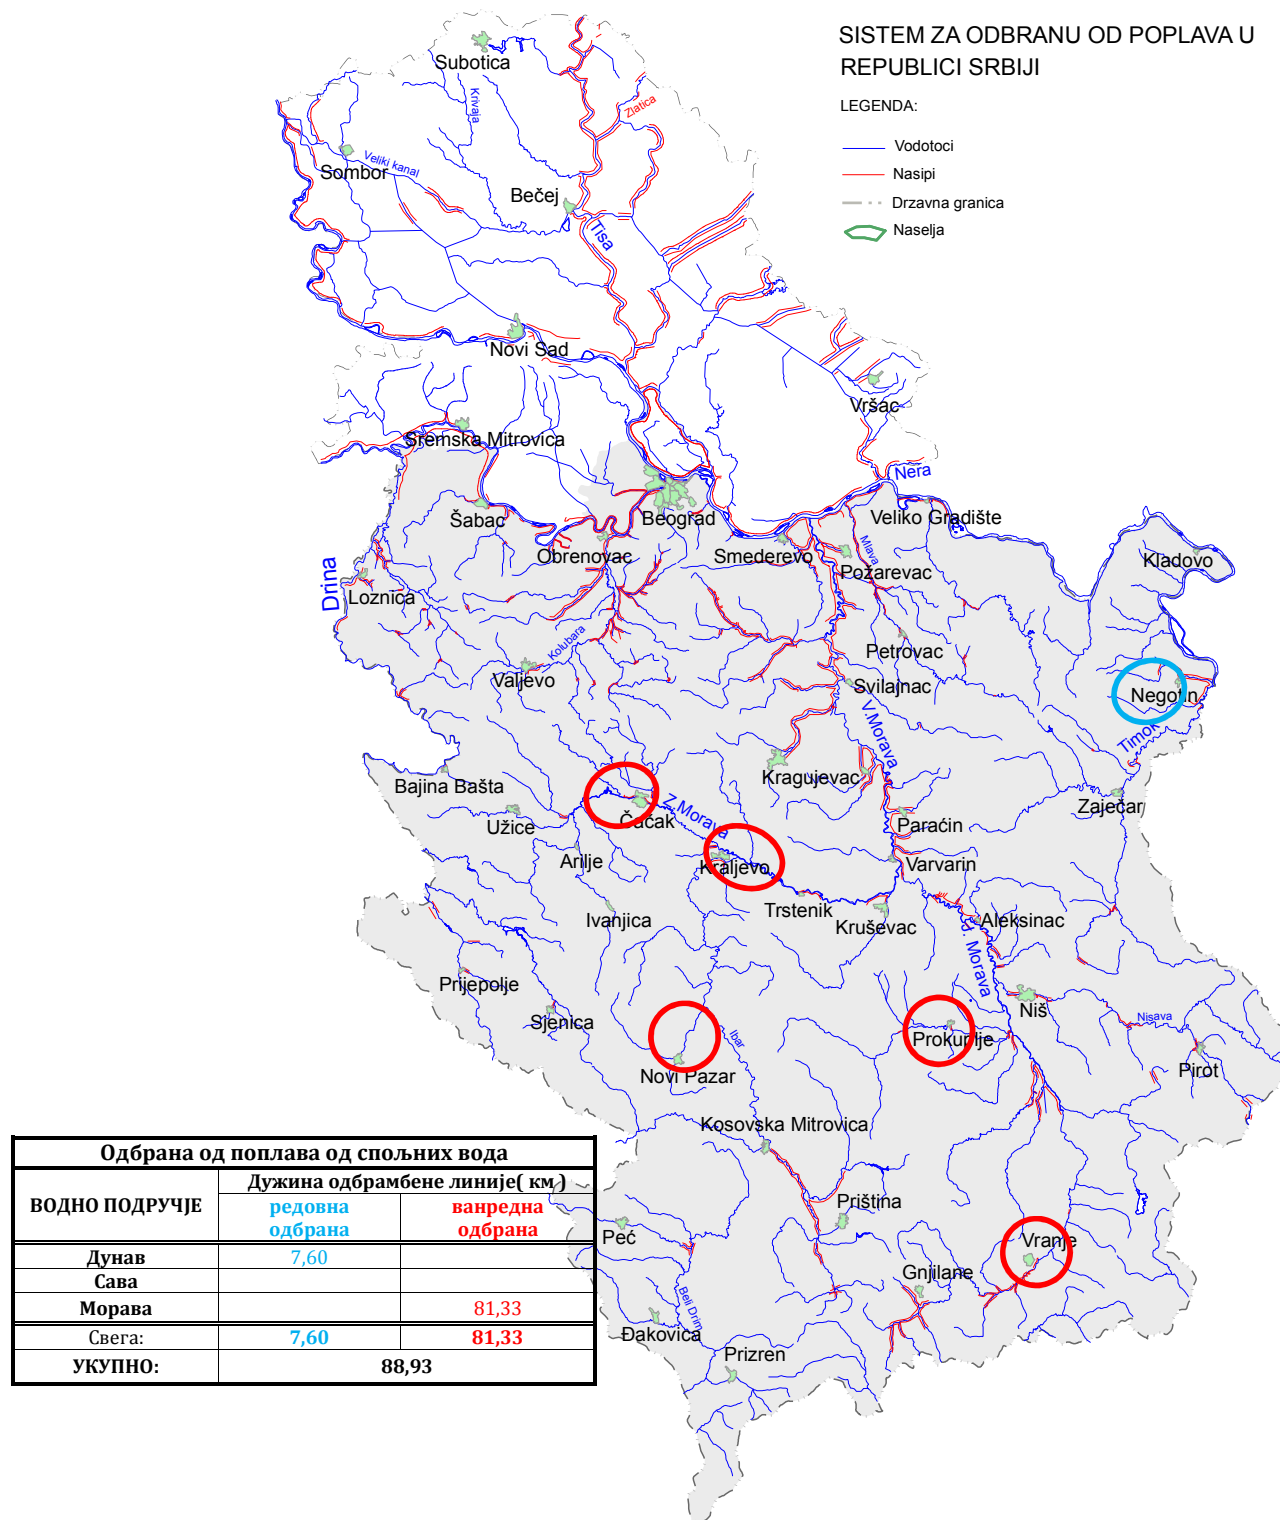 SISTEM ZA ODBRANU OD POPLAVA U
REPUBLICI SRBIJI
LEGENDA:
Vodotoci
Nasipi
Drzavna granica
Naselja
Subotica
Krivaja
Zlatica
Sombor
Veliki kanal
Bečej
Tisa
Novi Sad
Vršac
Sremska Mitrovica
Nera
Šabac
Beograd
Veliko Gradište
Obrenovac
Smederevo
Mlava
Požarevac
Kladovo
Drina
Loznica
Kolubara
Petrovac
Valjevo
Svilajnac
Negotin
V.Morava
Timok
Bajina Bašta
Kragujevac
Zaječar
Užice
Čačak
Z.Morava
Paraćin
Arilje
Kraljevo
Varvarin
Ivanjica
Trstenik
Kruševac
Aleksinac
J. Morava
Prijepolje
Sjenica
Niš
Nisava
Ibar
Prokuplje
Pirot
Novi Pazar
Kosovska Mitrovica
Priština
Peć
Vranje
Gnjilane
Beli Drim
Đakovica
Prizren
Одбрана од поплава од спољних вода
ВОДНО ПОДРУЧЈЕ
Дужина одбрамбене линије( км )
редовна ванредна
одбрана одбрана
Дунав 7,60
Сава
Морава 81,33
Свега: 7,60 81,33
УКУПНО: 88,93